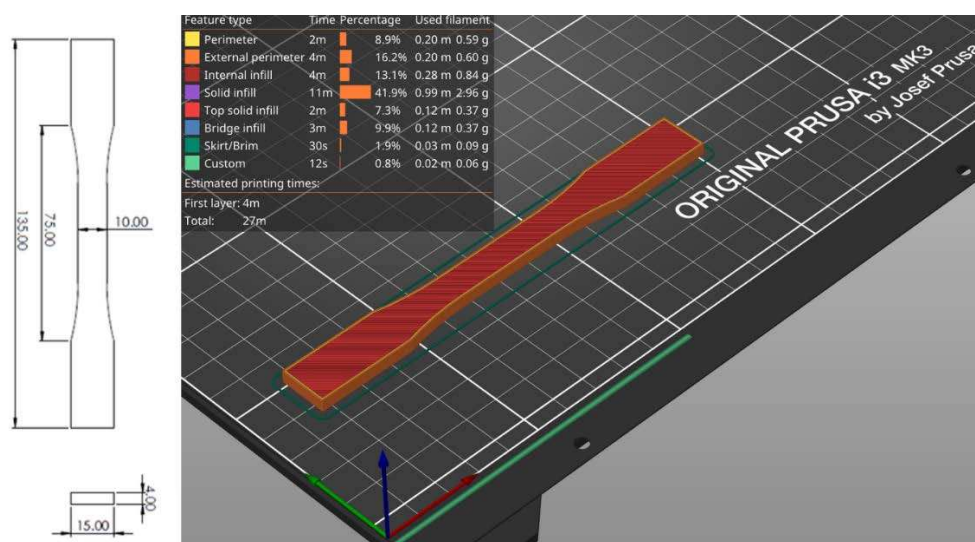 135.00
75.00
10.00
4.00
15.00
Feature type Time Percentage Used filament
Perimeter 2m 8.9% 0.20 m 0.59 g
External perimeter 4m 16.2% 0.20 m 0.60 g
Internal infill 4m 13.1% 0.28 m 0.84 g
Solid infill 11m 41.9% 0.99 m 2.96 g
Top solid infill 2m 7.3% 0.12 m 0.37 g
Bridge infill 3m 9.9% 0.12 m 0.37 g
Skirt/Brim 30s 1.9% 0.03 m 0.09 g
Custom 12s 0.8% 0.02 m 0.06 g
Estimated printing times:
First layer: 4m
Total: 27m
ORIGINAL PRUSA i3 MK3
by Josef Prusa